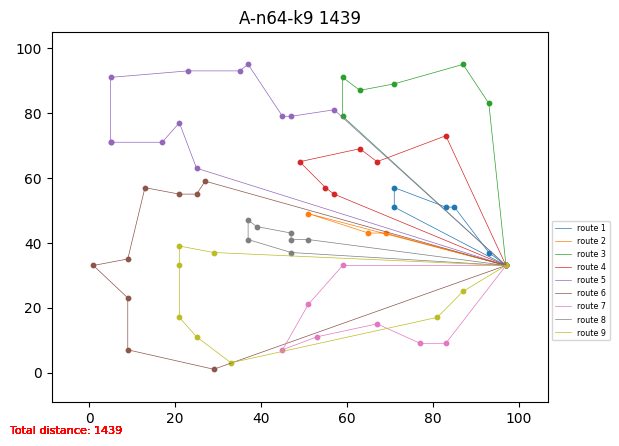 A-n64-k9 1439
100
80
60
40
20
0
0 20 40 60 80 100
route 1
route 2
route 3
route 4
route 5
route 6
route 7
route 8
route 9
Total distance: 1439